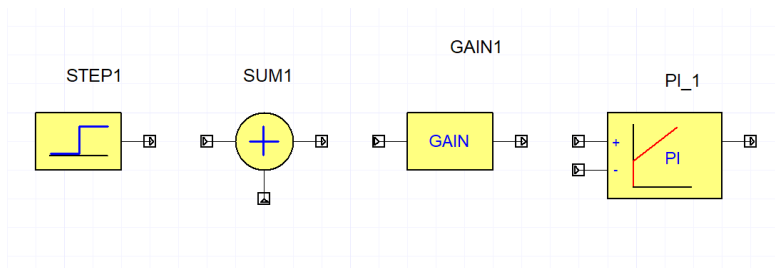 GAIN1
STEP1
SUM1
PI_1
GAIN
+
PI
-